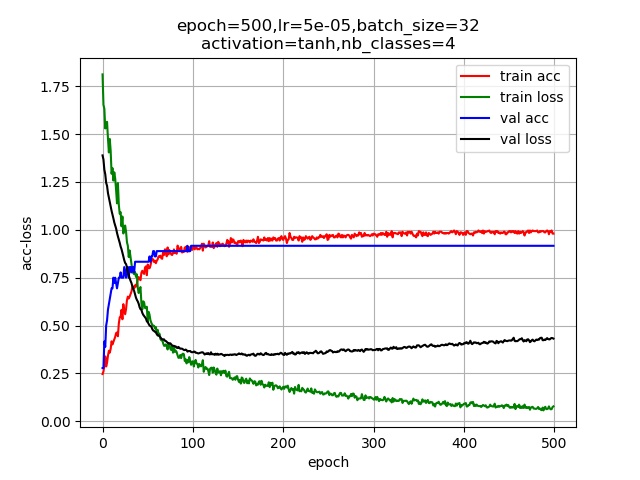 epoch=500,lr=5e-05,batch_size=32
activation=tanh,nb_classes=4
train acc
train loss
val acc
val loss
acc-loss
1.75
1.50
1.25
1.00
0.75
0.50
0.25
0.00
0
100
200
300
400
500
epoch